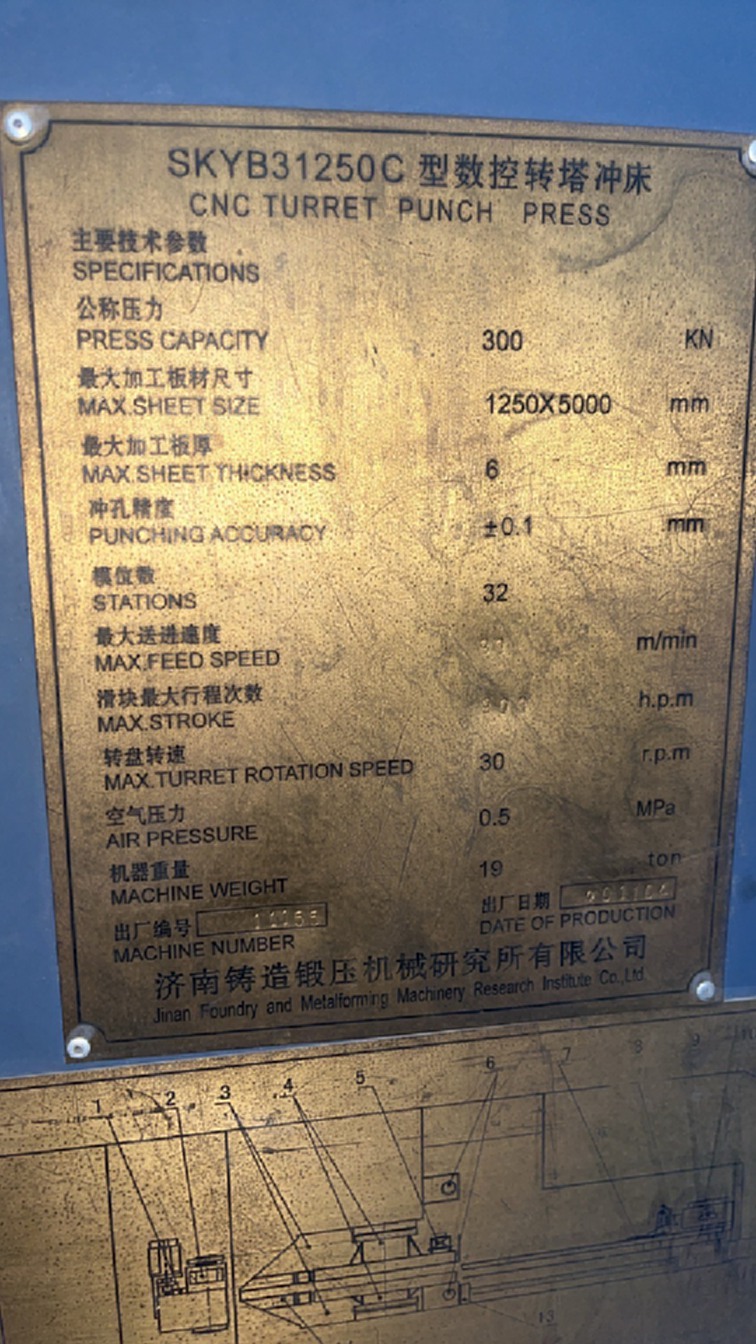 SKYB31250C 型数控转塔冲床
CNC TURRET PUNCH PRESS
主要技术参数
SPECIFICATIONS
公称压力
PRESS CAPACITY 300 KN
最大加工板材尺寸
MAX.SHEET SIZE 1250X5000 mm
最大加工板厚
MAX.SHEET THICKNESS 6 mm
冲孔精度
PUNCHING ACCURACY ±0.1 mm
模位数
STATIONS 32
最大送进速度
MAX.FEED SPEED m/min
滑块最大行程次数
MAX.STROKE h.p.m
转盘转速
MAX.TURRET ROTATION SPEED 30 r.p.m
空气压力
AIR PRESSURE 0.5 MPa
机器重量
MACHINE WEIGHT 19 ton
出厂编号
MACHINE NUMBER
出厂日期
DATE OF PRODUCTION
济南铸造锻压机械研究所有限公司
Jinan Foundry and Metalforming Machinery Research Institute Co.,Ltd.
1 2 3 4 5 6 7 8 9
13